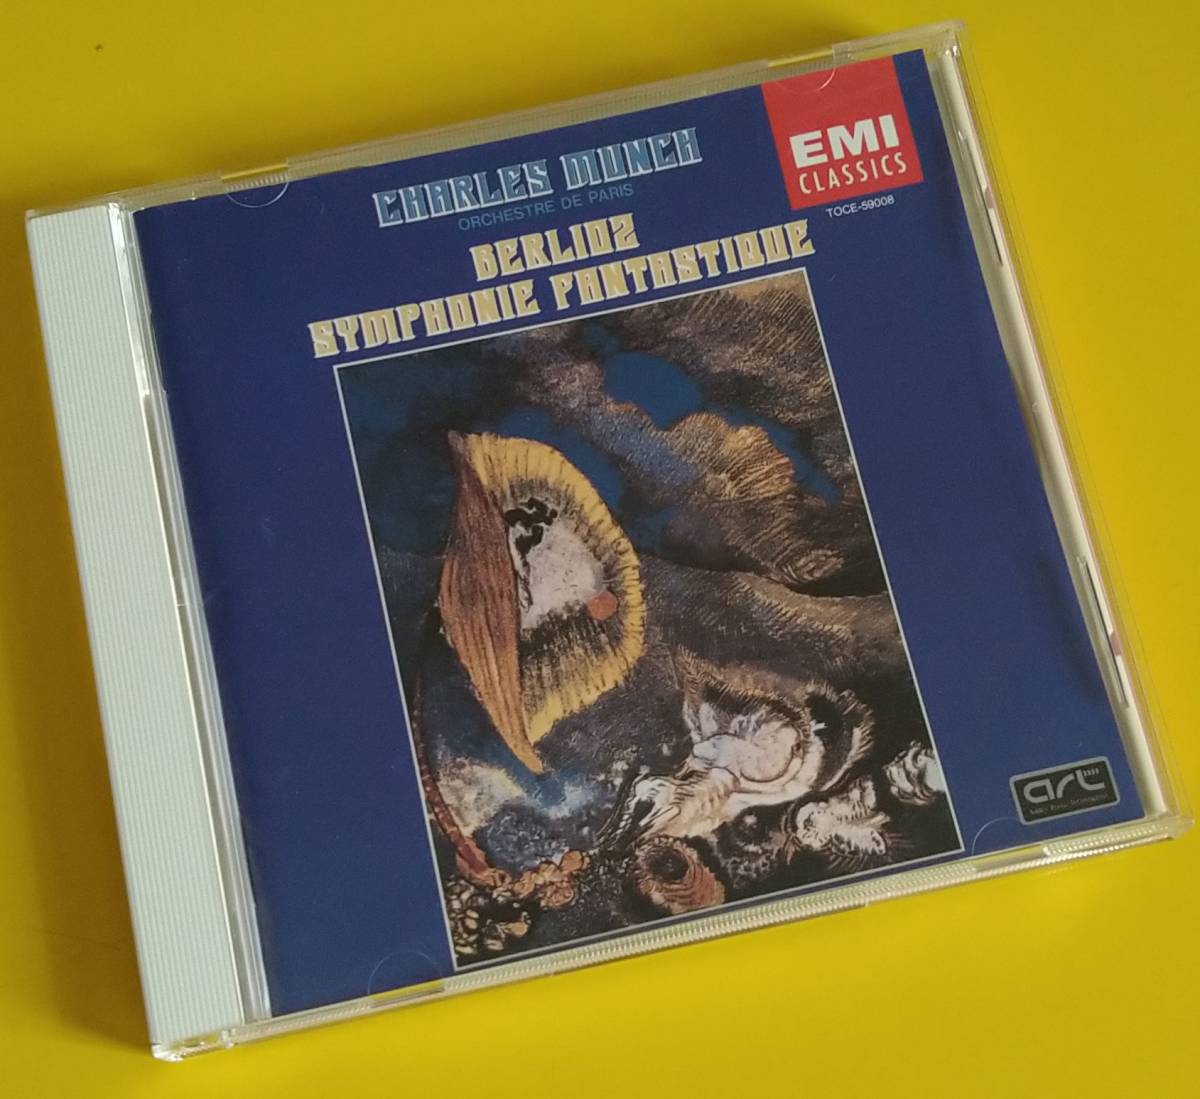 CHARLES MUNCH
ORCHESTRE DE PARIS
BERLIOZ
SYMPHONIE FANTASTIQUE
EMI
CLASSICS
TOCE-59008
art